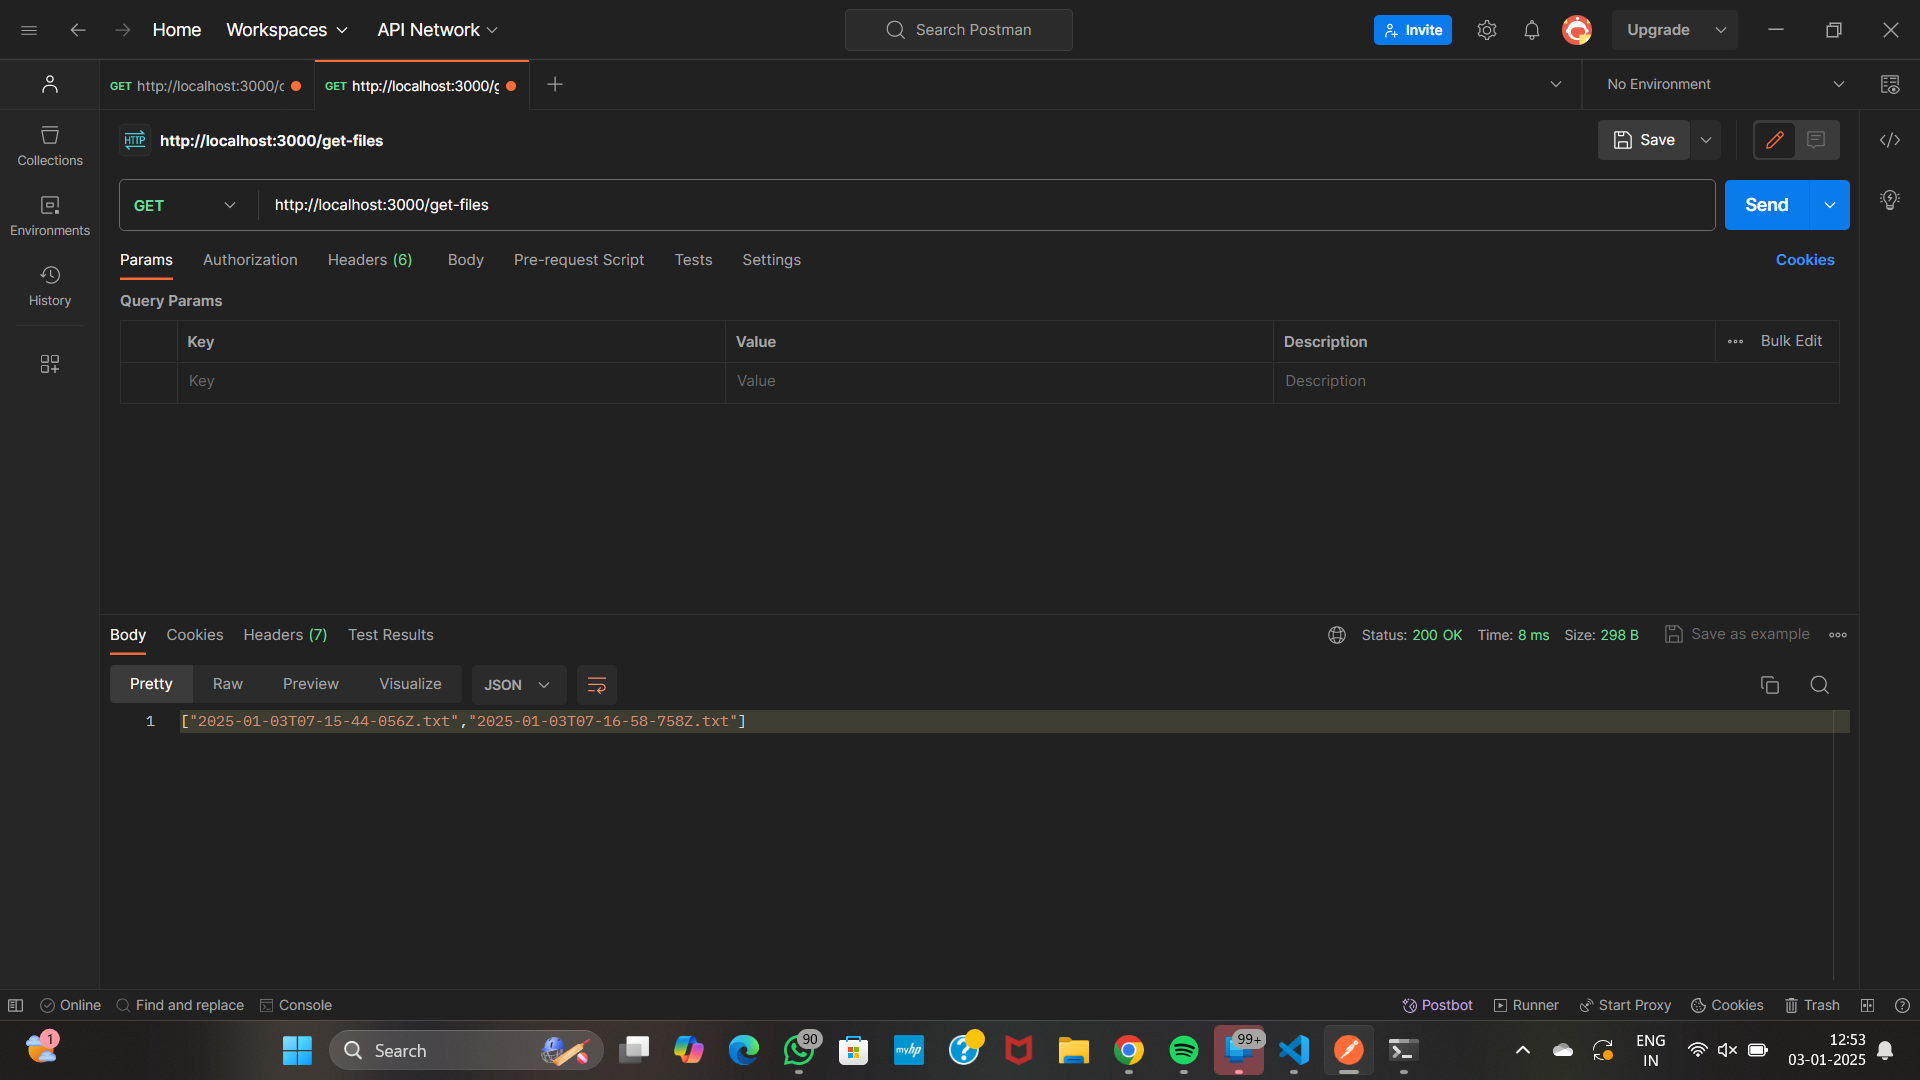 Home Workspaces API Network Search Postman Invite Upgrade
GET http://localhost:3000/c GET http://localhost:3000/g No Environment
HTTP http://localhost:3000/get-files Save
Collections
GET http://localhost:3000/get-files Send
Environments
Params Authorization Headers (6) Body Pre-request Script Tests Settings Cookies
History
Query Params
Key Value Description Bulk Edit
Key Value Description
Body Cookies Headers (7) Test Results Status: 200 OK Time: 8 ms Size: 298 B Save as example
Pretty Raw Preview Visualize JSON
1 ["2025-01-03T07-15-44-056Z.txt","2025-01-03T07-16-58-758Z.txt"]
Online Find and replace Console Postbot Runner Start Proxy Cookies Trash
1 Search 90 myhp 99+ ENG 12:53
IN 03-01-2025